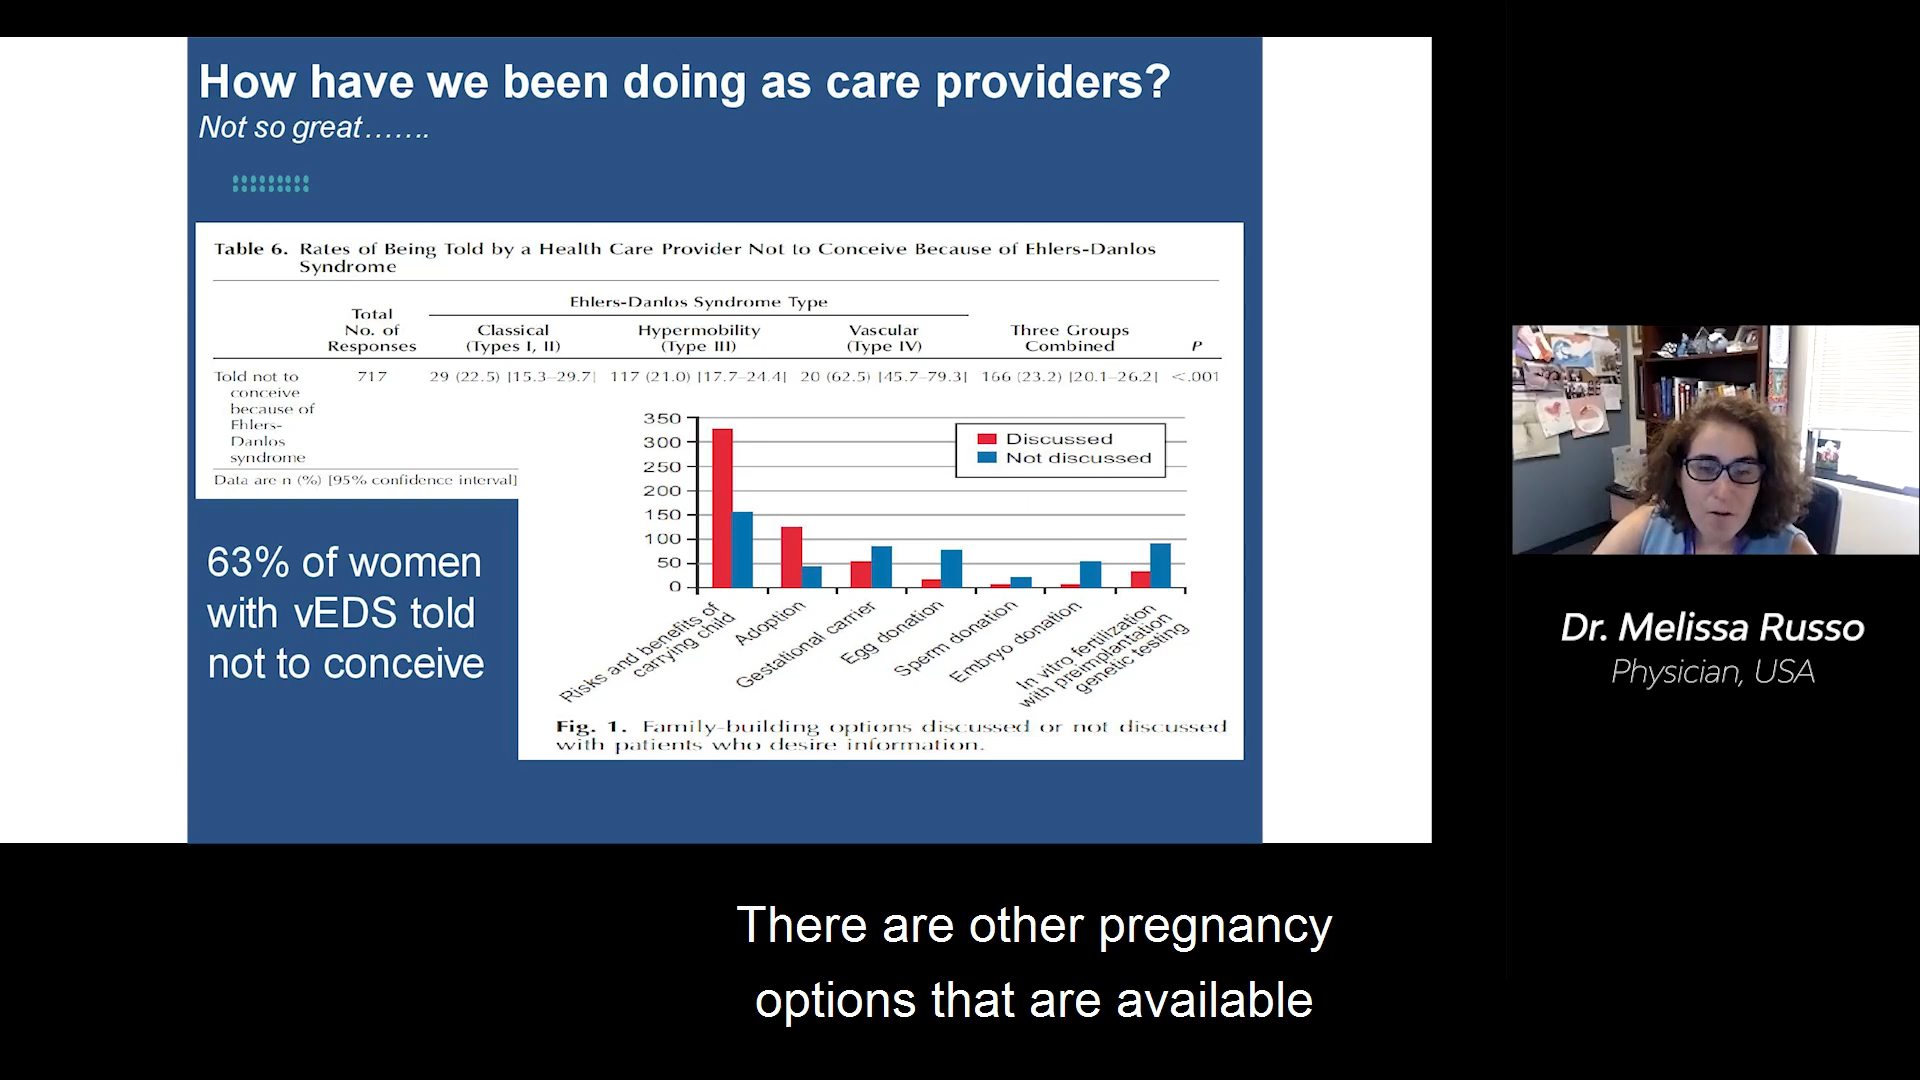 How have we been doing as care providers?
Not so great…….
Table 6. Rates of Being Told by a Health Care Provider Not to Conceive Because of Ehlers-Danlos
Syndrome
Ehlers-Danlos Syndrome Type
Total
No. of
Responses
Classical
(Types I, II)
Hypermobility
(Type III)
Vascular
(Type IV)
Three Groups
Combined
P
Told not to 717 29 (22.5) [15.3–29.7] 117 (21.0) [17.7–24.4] 20 (62.5) [45.7–79.3] 166 (23.2) [20.1–26.2] <.001
conceive
because of
Ehlers-
Danlos
syndrome
Data are n (%) [95% confidence interval]
350
300
250
200
150
100
50
0
Discussed
Not discussed
Risks and benefits of
carrying child
Adoption
Gestational carrier
Egg donation
Sperm donation
Embryo donation
In vitro fertilization
with preimplantation
genetic testing
Fig. 1. Family-building options discussed or not discussed
with patients who desire information.
63% of women
with vEDS told
not to conceive
Dr. Melissa Russo
Physician, USA
There are other pregnancy
options that are available